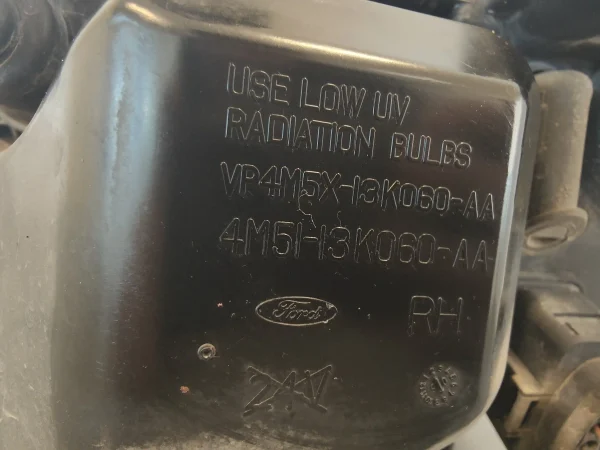 USE LOW UV
RADIATION BULBS
VP4M5X-13K060-AA
4M51-13K060-AA
Ford RH